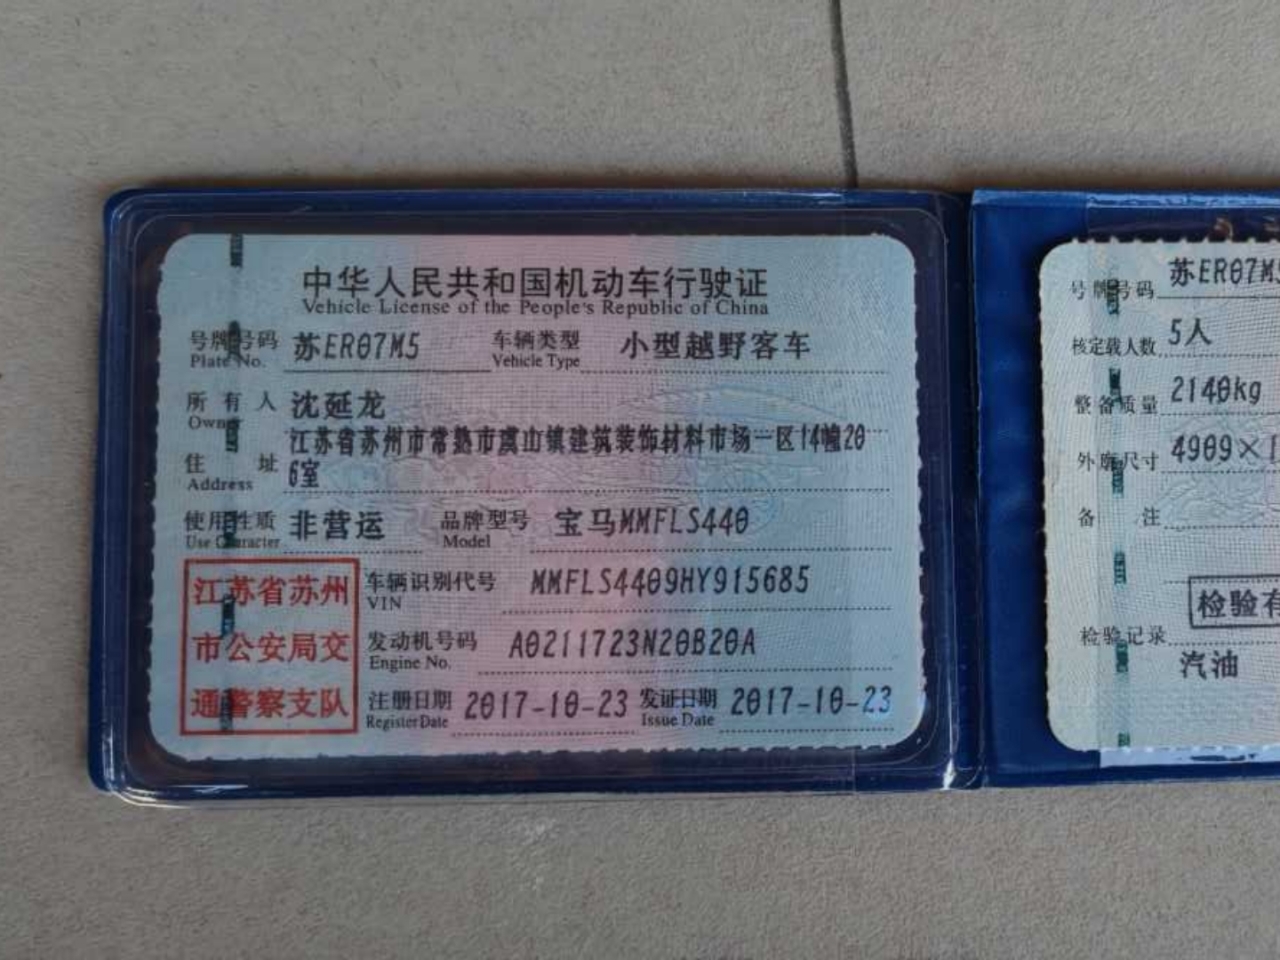 中华人民共和国机动车行驶证
Vehicle License of the People's Republic of China
号牌号码 苏ER07M5 车辆类型 小型越野客车
Plate No. Vehicle Type
所有人 沈延龙
Owner
住址 江苏省苏州市常熟市虞山镇建筑装饰材料市场一区14幢20
Address 6室
使用性质 非营运 品牌型号 宝马MMFLS440
Use Character Model
江苏省苏州
市公安局交
通警察支队
车辆识别代号 MMFLS4409HY915685
VIN
发动机号码 A0211723N20B20A
Engine No.
注册日期 2017-10-23 发证日期 2017-10-23
Register Date Issue Date
号牌号码 苏ER07M5
核定载人数 5人
整备质量 2140kg
外廓尺寸 4909×1
备注
检验有
检验记录
汽油